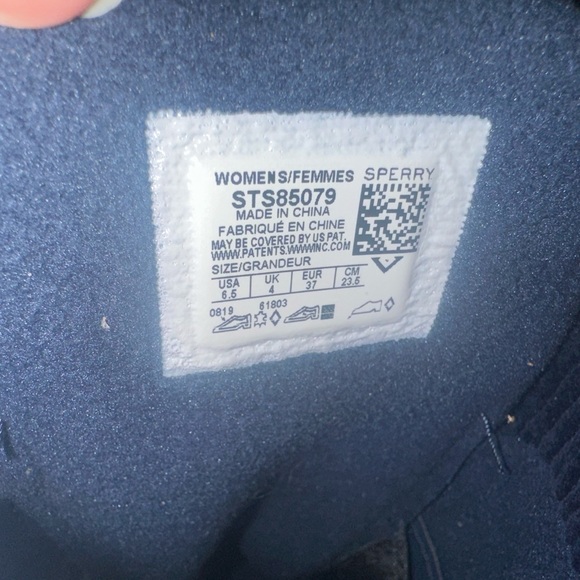 WOMENS/FEMMES SPERRY
STS85079
MADE IN CHINA
FABRIQUÉ EN CHINE
MAY BE COVERED BY US PAT.
WWW.PATENTS.WWWINC.COM
SIZE/GRANDEUR
USA UK EUR CM
6.5 4 37 23.5
0819 61803